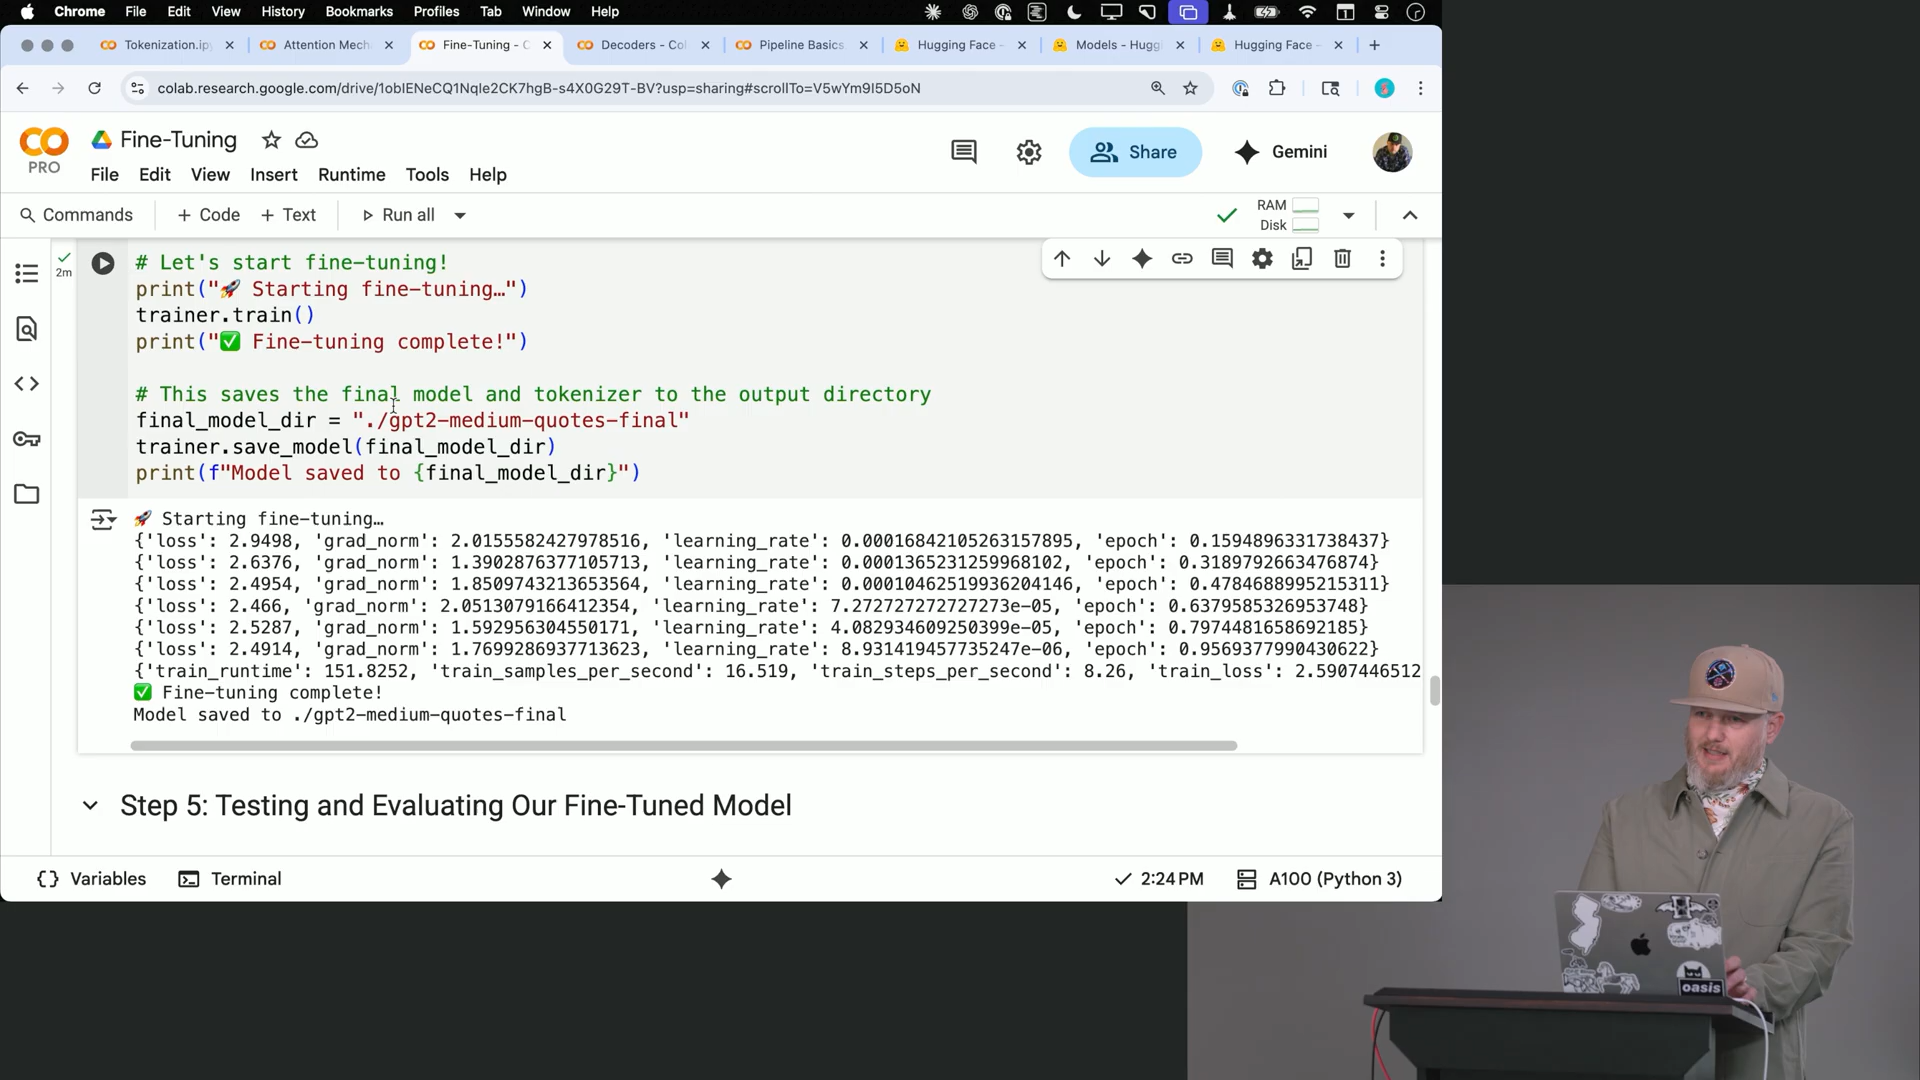 Chrome File Edit View History Bookmarks Profiles Tab Window Help
Tokenization.ip
Attention Mech
Fine-Tuning - C
Decoders - Col
Pipeline Basics
Hugging Face -
Models - Huggi
Hugging Face -
colab.research.google.com/drive/1obIENeCQ1Nqle2CK7hgB-s4X0G29T-BV?usp=sharing#scrollTo=V5wYm9I5D5oN
PRO
Fine-Tuning
File Edit View Insert Runtime Tools Help
Share
Gemini
Commands + Code + Text Run all
RAM
Disk
2m
# Let's start fine-tuning!
print("🚀 Starting fine-tuning…")
trainer.train()
print("✅ Fine-tuning complete!")
# This saves the final model and tokenizer to the output directory
final_model_dir = "./gpt2-medium-quotes-final"
trainer.save_model(final_model_dir)
print(f"Model saved to {final_model_dir}")
🚀 Starting fine-tuning…
{'loss': 2.9498, 'grad_norm': 2.0155582427978516, 'learning_rate': 0.00016842105263157895, 'epoch': 0.1594896331738437}
{'loss': 2.6376, 'grad_norm': 1.3902876377105713, 'learning_rate': 0.0001365231259968102, 'epoch': 0.3189792663476874}
{'loss': 2.4954, 'grad_norm': 1.8509743213653564, 'learning_rate': 0.00010462519936204146, 'epoch': 0.4784688995215311}
{'loss': 2.466, 'grad_norm': 2.0513079166412354, 'learning_rate': 7.272727272727273e-05, 'epoch': 0.6379585326953748}
{'loss': 2.5287, 'grad_norm': 1.592956304550171, 'learning_rate': 4.082934609250399e-05, 'epoch': 0.7974481658692185}
{'loss': 2.4914, 'grad_norm': 1.7699286937713623, 'learning_rate': 8.931419457735247e-06, 'epoch': 0.9569377990430622}
{'train_runtime': 151.8252, 'train_samples_per_second': 16.519, 'train_steps_per_second': 8.26, 'train_loss': 2.5907446512
✅ Fine-tuning complete!
Model saved to ./gpt2-medium-quotes-final
Step 5: Testing and Evaluating Our Fine-Tuned Model
Variables Terminal
2:24 PM A100 (Python 3)
oasis